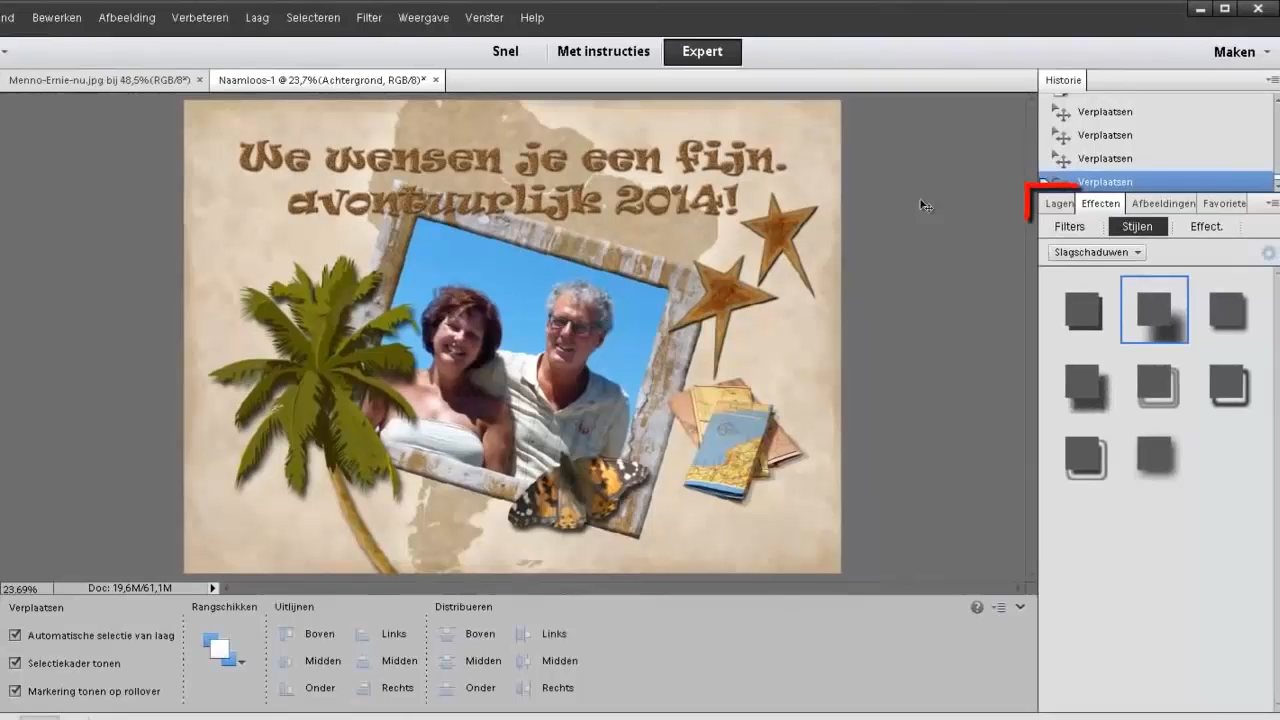 nd Bewerken Afbeelding Verbeteren Laag Selecteren Filter Weergave Venster Help
Snel Met instructies Expert Maken
Menno-Ernie-nu.jpg bij 48,5%(RGB/8*) × Naamloos-1 @ 23,7%(Achtergrond, RGB/8)* × Historie
Verplaatsen
Verplaatsen
Verplaatsen
Verplaatsen
Lagen Effecten Afbeeldingen Favoriete
Filters Stijlen Effect.
Slagschaduwen
We wensen je een fijn.
avontuurlijk 2014!
23.69% Doc: 19,6M/61,1M
Verplaatsen Rangschikken Uitlijnen Distribueren
Automatische selectie van laag Boven Links Boven Links
Selectiekader tonen Midden Midden Midden Midden
Markering tonen op rollover Onder Rechts Onder Rechts